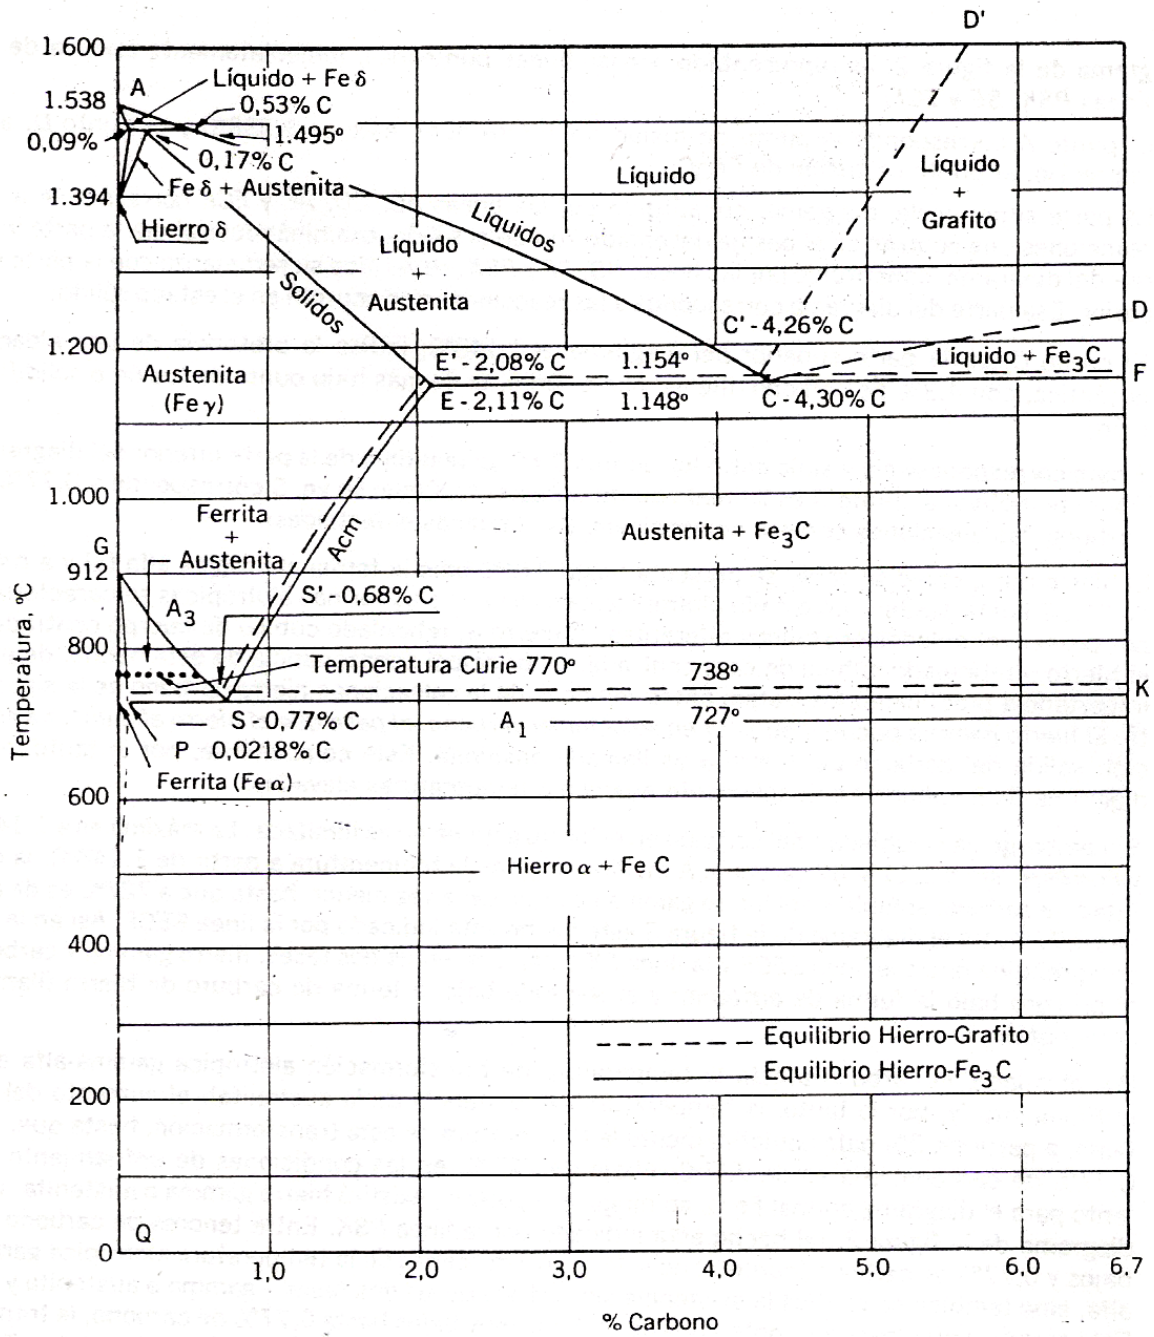 D'
1.600
A
Líquido + Fe δ
1.538
0,53% C
1.495°
0,09%
0,17% C
Líquido
Líquido
+
Grafito
1.394
Fe δ + Austenita
Hierro δ
Líquidos
Líquido
+
Austenita
Solidos
D
C' - 4,26% C
1.200
E' - 2,08% C
1.154°
Líquido + Fe3C
F
Austenita
(Fe γ)
E - 2,11% C
1.148°
C - 4,30% C
1.000
Ferrita
+
Austenita
Acm
Austenita + Fe3C
G
912
S' - 0,68% C
A3
800
Temperatura Curie 770°
738°
K
S 0,77% C
A1
727°
P 0,0218% C
Ferrita (Fe α)
600
Hierro α + Fe C
400
Equilibrio Hierro-Grafito
Equilibrio Hierro-Fe3C
200
Q
0
1,0
2,0
3,0
4,0
5,0
6,0
6.7
% Carbono
Temperatura, °C